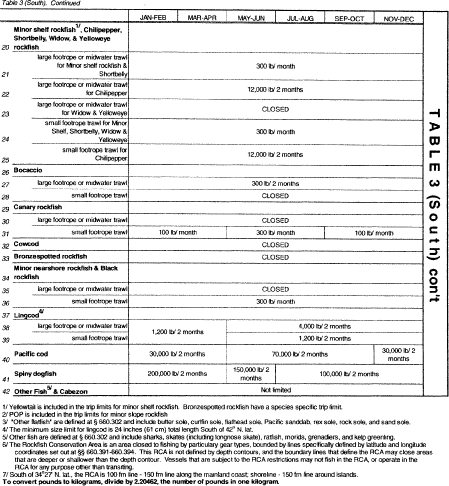 Table 3 (South). Continued
JAN-FEB MAR-APR MAY-JUN JUL-AUG SEP-OCT NOV-DEC
Minor shelf rockfish 1/, Chilipepper,
Shortbelly, Widow, & Yelloweye
20 rockfish
large footrope or midwater trawl
for Minor shelf rockfish &
21 Shortbelly
300 lb/ month
large footrope or midwater trawl
22 for Chilipepper
12,000 lb/ 2 months
large footrope or midwater trawl
23 for Widow & Yelloweye
CLOSED
small footrope trawl for Minor
Shelf, Shortbelly, Widow &
24 Yelloweye
300 lb/ month
small footrope trawl for
25 Chilipepper
12,000 lb/ 2 months
26 Bocaccio
27 large footrope or midwater trawl 300 lb/ 2 months
28 small footrope trawl CLOSED
29 Canary rockfish
30 large footrope or midwater trawl CLOSED
31 small footrope trawl 100 lb/ month 300 lb/ month 100 lb/ month
32 Cowcod CLOSED
33 Bronzespotted rockfish CLOSED
Minor nearshore rockfish & Black
34 rockfish
35 large footrope or midwater trawl CLOSED
36 small footrope trawl 300 lb/ month
37 Lingcod 4/
38 large footrope or midwater trawl 1,200 lb/ 2 months 4,000 lb/ 2 months
39 small footrope trawl 1,200 lb/ 2 months
40 Pacific cod 30,000 lb/ 2 months 70,000 lb/ 2 months 30,000 lb/ 2 months
41 Spiny dogfish 200,000 lb/ 2 months 150,000 lb/ 2 months 100,000 lb/ 2 months
42 Other Fish 5/ & Cabezon Not limited
TABLE 3 (South) con't
1/ Yellowtail is included in the trip limits for minor shelf rockfish. Bronzespotted rockfish have a species specific trip limit.
2/ POP is included in the trip limits for minor slope rockfish
3/ "Other flatfish" are defined at § 660.302 and include butter sole, curlfin sole, flathead sole, Pacific sanddab, rex sole, rock sole, and sand sole.
4/ The minimum size limit for lingcod is 24 inches (61 cm) total length South of 42° N. lat.
5/ Other fish are defined at § 660.302 and include sharks, skates (including longnose skate), ratfish, morids, grenadiers, and kelp greenling.
6/ The Rockfish Conservation Area is an area closed to fishing by particular gear types, bounded by lines specifically defined by latitude and longitude
coordinates set out at §§ 660.391-660.394. This RCA is not defined by depth contours, and the boundary lines that define the RCA may close areas
that are deeper or shallower than the depth contour. Vessels that are subject to the RCA restrictions may not fish in the RCA, or operate in the
RCA for any purpose other than transiting.
7/ South of 34°27' N. lat., the RCA is 100 fm line - 150 fm line along the mainland coast; shoreline - 150 fm line around islands.
To convert pounds to kilograms, divide by 2.20462, the number of pounds in one kilogram.